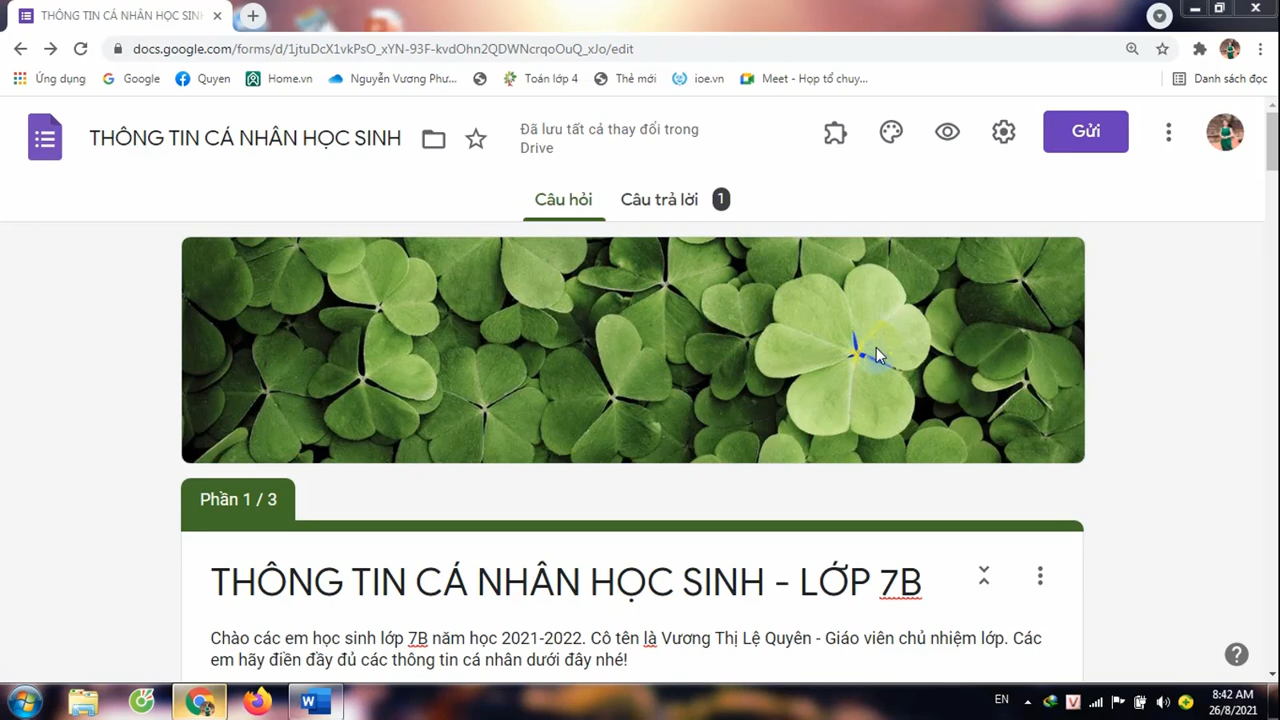 THÔNG TIN CÁ NHÂN HỌC SINH
docs.google.com/forms/d/1jtuDcX1vkPsO_xYN-93F-kvdOhn2QDWNcrqoOuQ_xJo/edit
Ứng dụng Google Quyen Home.vn Nguyễn Vương Phư... Toán lớp 4 Thẻ mới ioe.vn Meet - Họp tổ chuy... Danh sách đọc
THÔNG TIN CÁ NHÂN HỌC SINH
Đã lưu tất cả thay đổi trong
Drive
Gửi
Câu hỏi Câu trả lời 1
Phần 1 / 3
THÔNG TIN CÁ NHÂN HỌC SINH - LỚP 7B
Chào các em học sinh lớp 7B năm học 2021-2022. Cô tên là Vương Thị Lệ Quyên - Giáo viên chủ nhiệm lớp. Các
em hãy điền đầy đủ các thông tin cá nhân dưới đây nhé!
EN
8:42 AM
26/8/2021